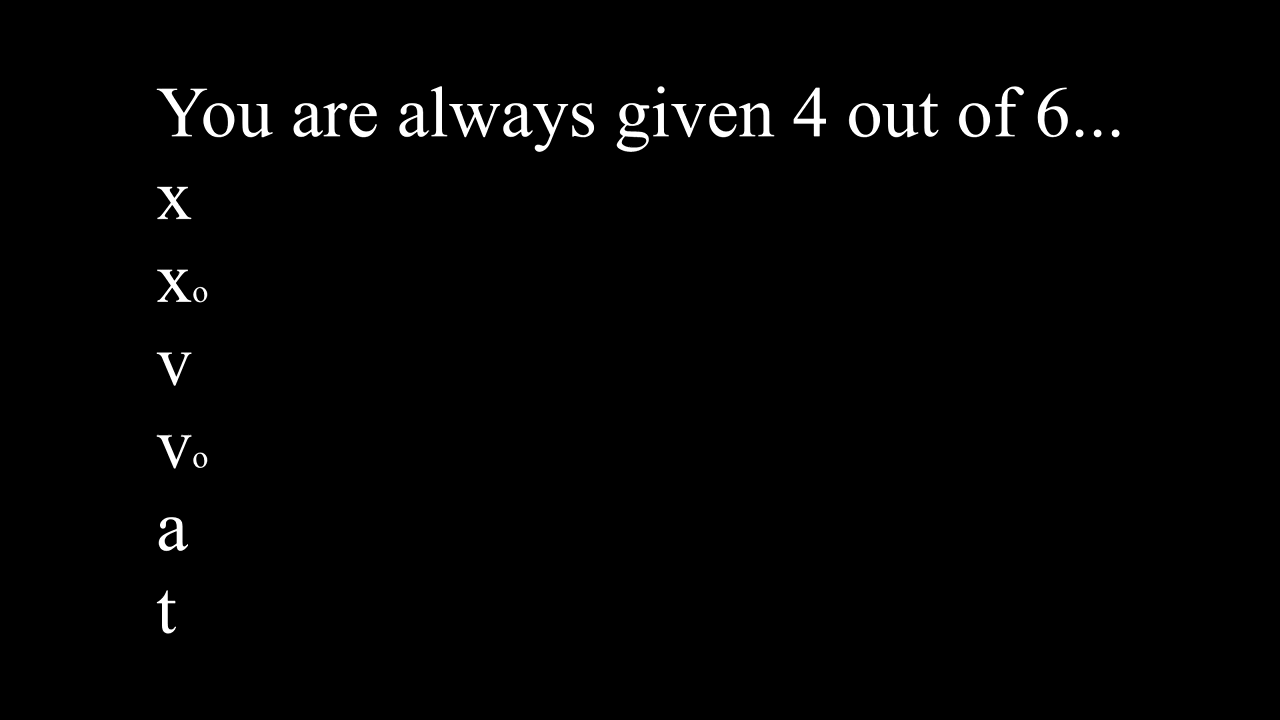 You are always given 4 out of 6...
x
xₒ
v
vₒ
a
t